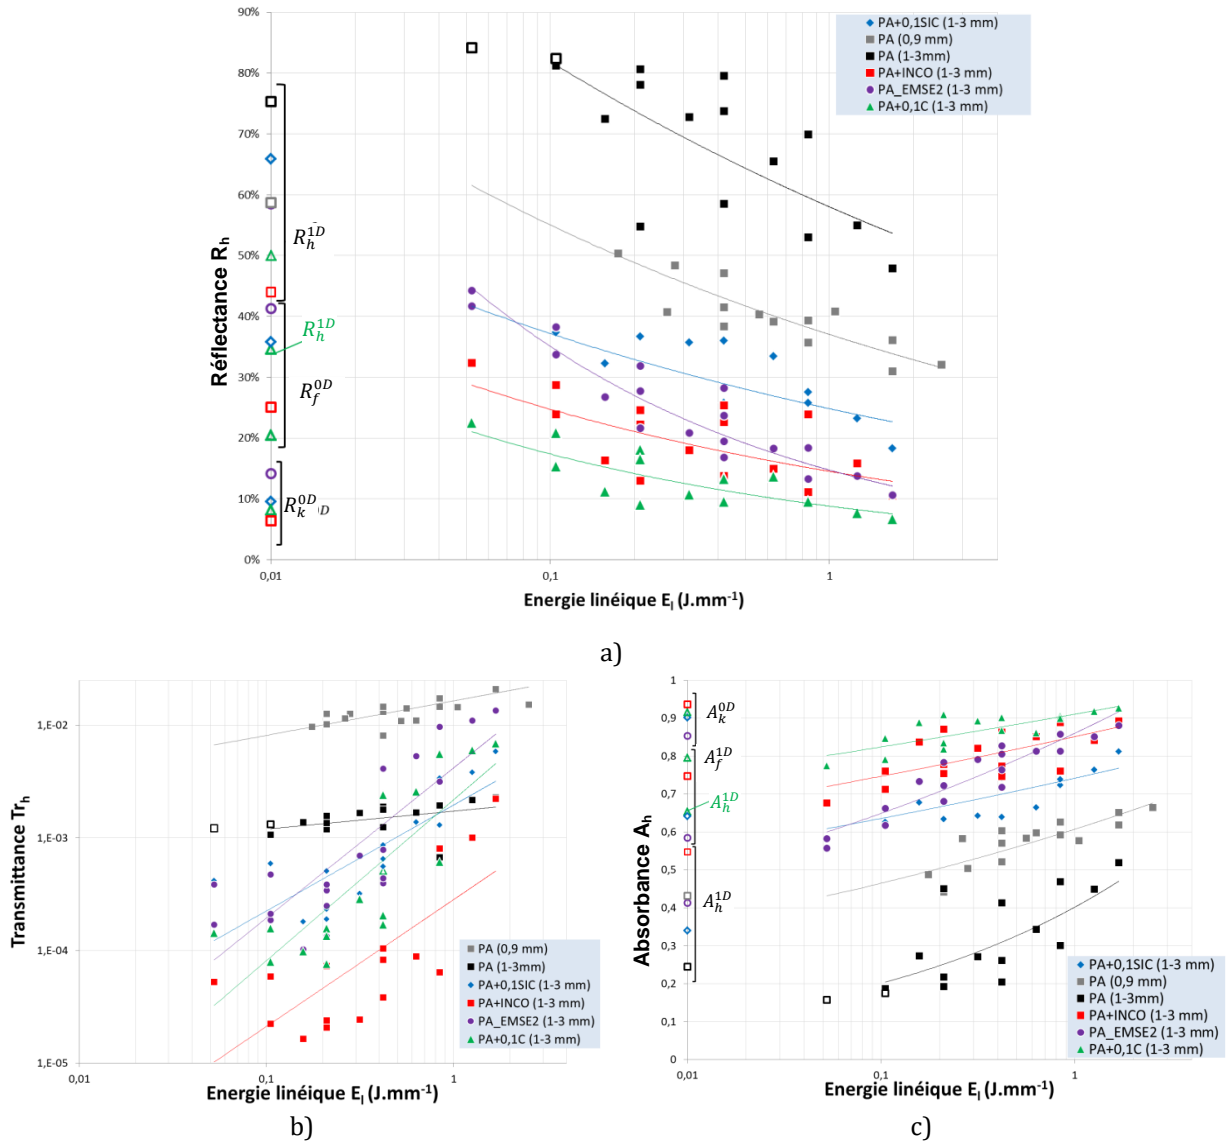 90%
80%
70%
60%
50%
40%
30%
20%
10%
0%
Réflectance Rh
PA+0,1SIC (1-3 mm)
PA (0,9 mm)
PA (1-3mm)
PA+INCO (1-3 mm)
PA_EMSE2 (1-3 mm)
PA+0,1C (1-3 mm)
R_h^1D
R_h^1D
R_f^0D
R_k^0D
0,01
0,1
1
Energie linéique El (J.mm-1)
a)
1,E-02
1,E-03
1,E-04
1,E-05
Transmittance Trh
PA (0,9 mm)
PA (1-3mm)
PA+0,1SIC (1-3 mm)
PA+INCO (1-3 mm)
PA_EMSE2 (1-3 mm)
PA+0,1C (1-3 mm)
0,01
0,1
1
Energie linéique El (J.mm-1)
b)
1
0,9
0,8
0,7
0,6
0,5
0,4
0,3
0,2
0,1
0
Absorbance Ah
A_k^0D
A_f^1D
A_h^1D
A_h^1D
PA+0,1SIC (1-3 mm)
PA (0,9 mm)
PA (1-3mm)
PA+INCO (1-3 mm)
PA_EMSE2 (1-3 mm)
PA+0,1C (1-3 mm)
0,01
0,1
1
Energie linéique El (J.mm-1)
c)